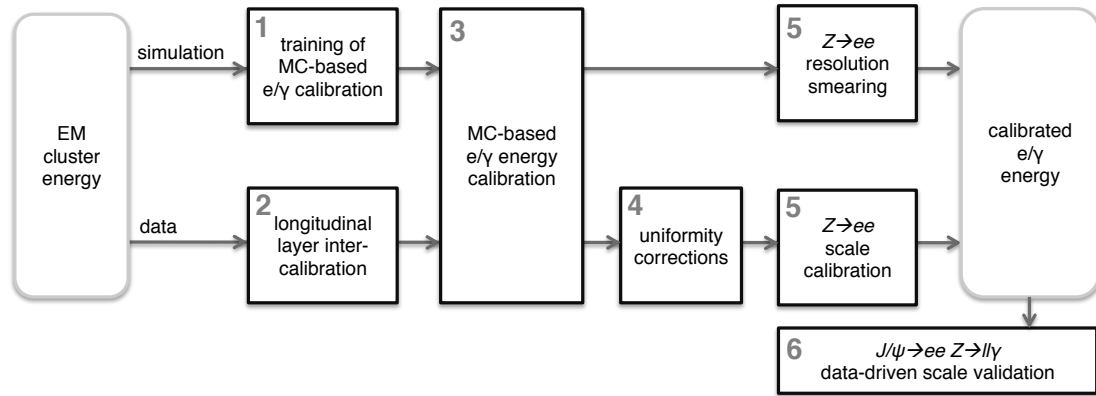 EM
cluster
energy
simulation
data
1
training of
MC-based
e/γ calibration
2
longitudinal
layer inter-
calibration
3
MC-based
e/γ energy
calibration
4
uniformity
corrections
5
Z→ee
resolution
smearing
5
Z→ee
scale
calibration
calibrated
e/γ
energy
6
J/ψ→ee Z→llγ
data-driven scale validation